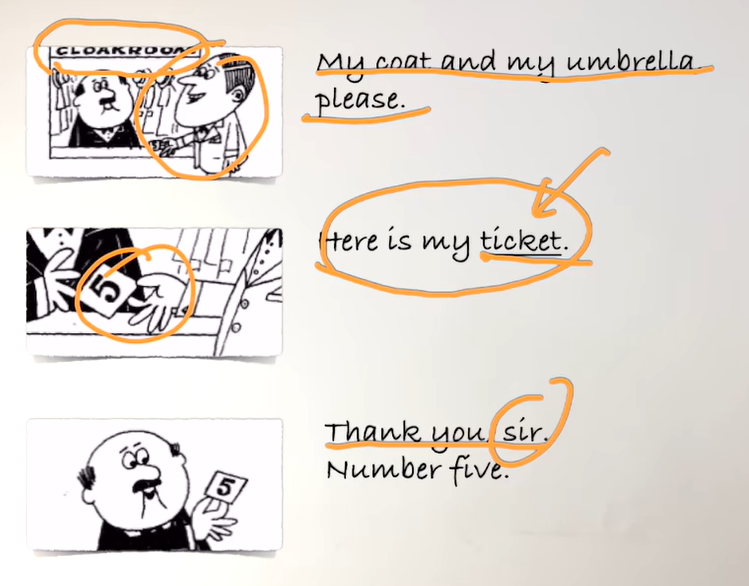 CLOAKROOM
My coat and my umbrella
please.
5
Here is my ticket.
Thank you, sir.
Number five.
5